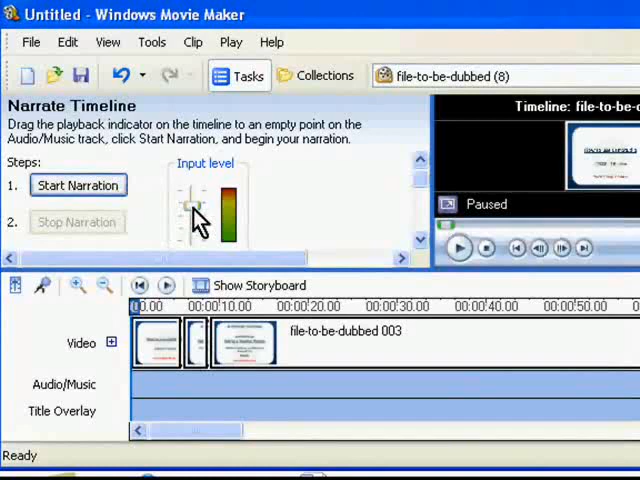 Untitled - Windows Movie Maker
File Edit View Tools Clip Play Help
Tasks Collections file-to-be-dubbed (8)
Narrate Timeline
Drag the playback indicator on the timeline to an empty point on the
Audio/Music track, click Start Narration, and begin your narration.
Timeline: file-to-be-d
Steps:
Input level
1. Start Narration
2. Stop Narration
Paused
Show Storyboard
0.00 00:00:10.00 00:00:20.00 00:00:30.00 00:00:40.00 00:00:50.00
Video
file-to-be-dubbed 003
Audio/Music
Title Overlay
Ready